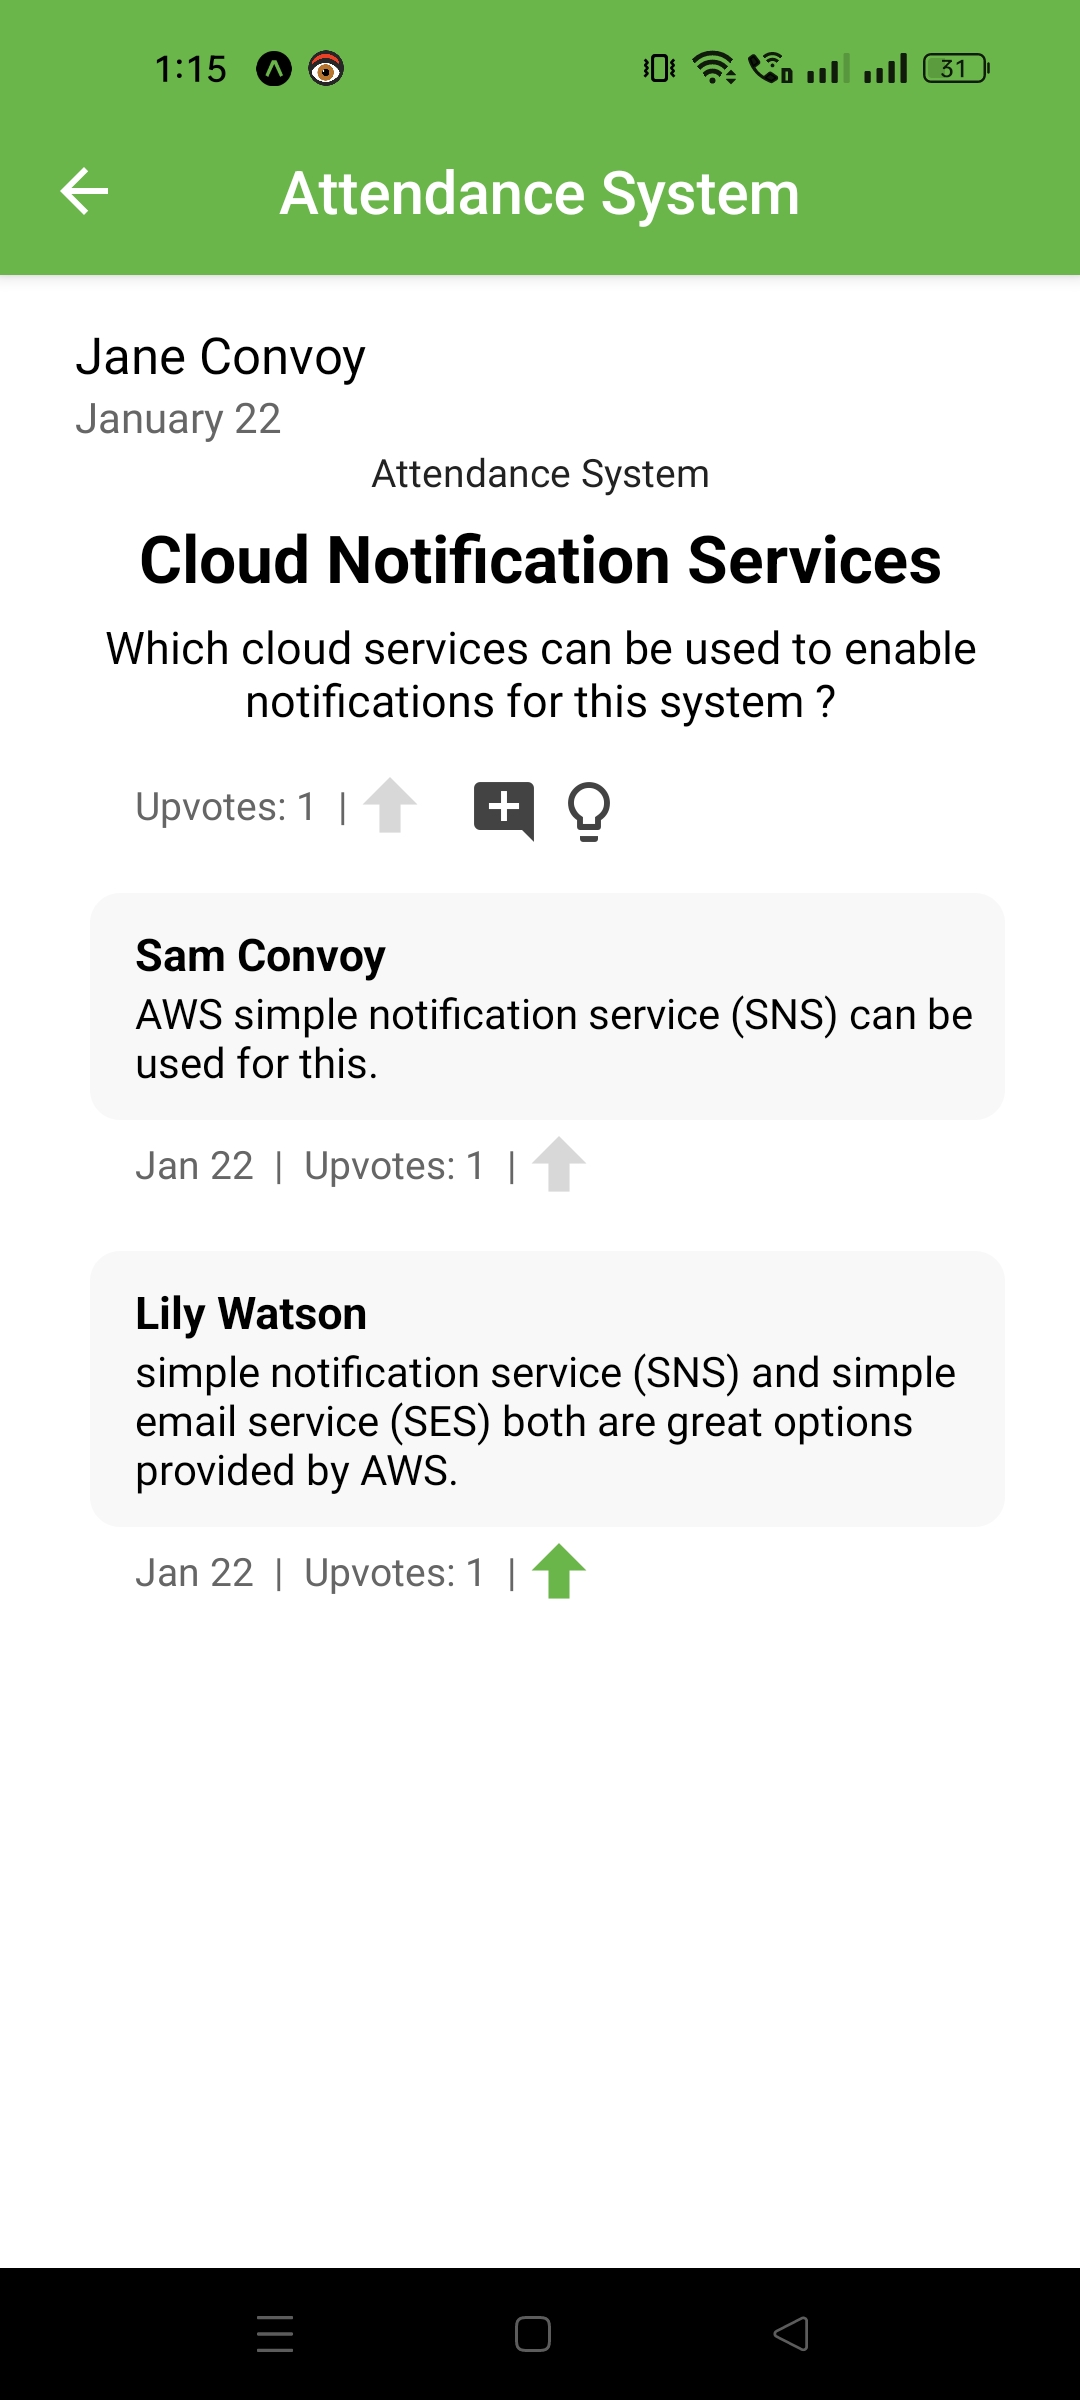 1:15
31
Attendance System
Jane Convoy
January 22
Attendance System
Cloud Notification Services
Which cloud services can be used to enable
notifications for this system ?
Upvotes: 1 |
Sam Convoy
AWS simple notification service (SNS) can be
used for this.
Jan 22 | Upvotes: 1 |
Lily Watson
simple notification service (SNS) and simple
email service (SES) both are great options
provided by AWS.
Jan 22 | Upvotes: 1 |